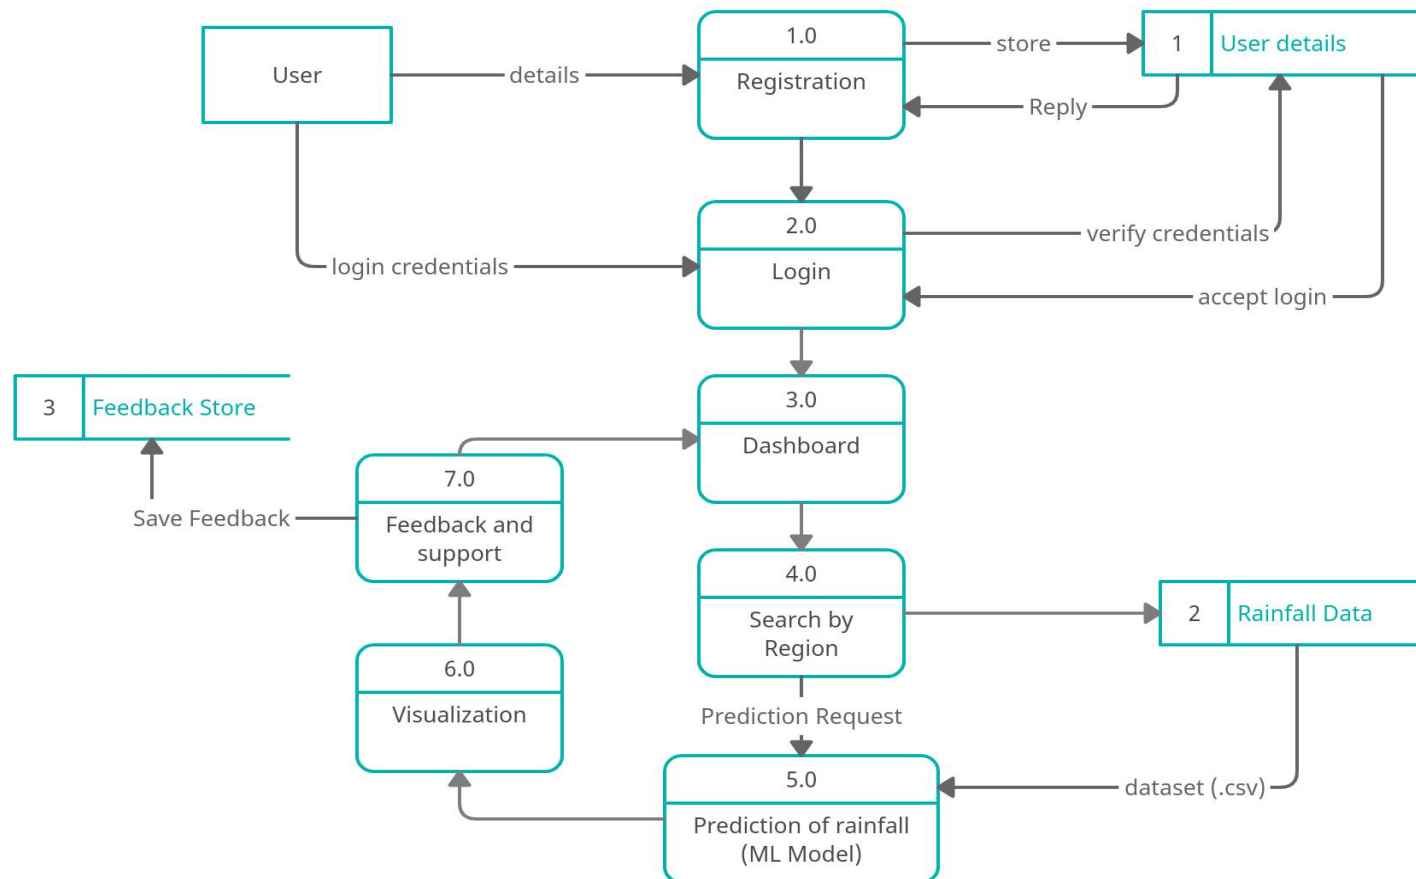 User
details
1.0
Registration
store
1
User details
Reply
2.0
Login
verify credentials
login credentials
accept login
3
Feedback Store
3.0
Dashboard
7.0
Feedback and
support
Save Feedback
4.0
Search by
Region
2
Rainfall Data
6.0
Visualization
Prediction Request
5.0
Prediction of rainfall
(ML Model)
dataset (.csv)